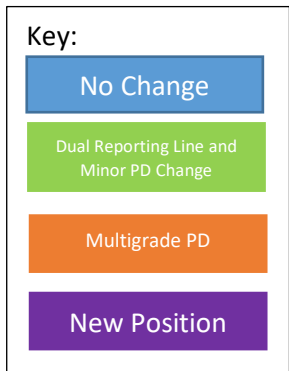 Key:
No Change
Dual Reporting Line and
Minor PD Change
Multigrade PD
New Position